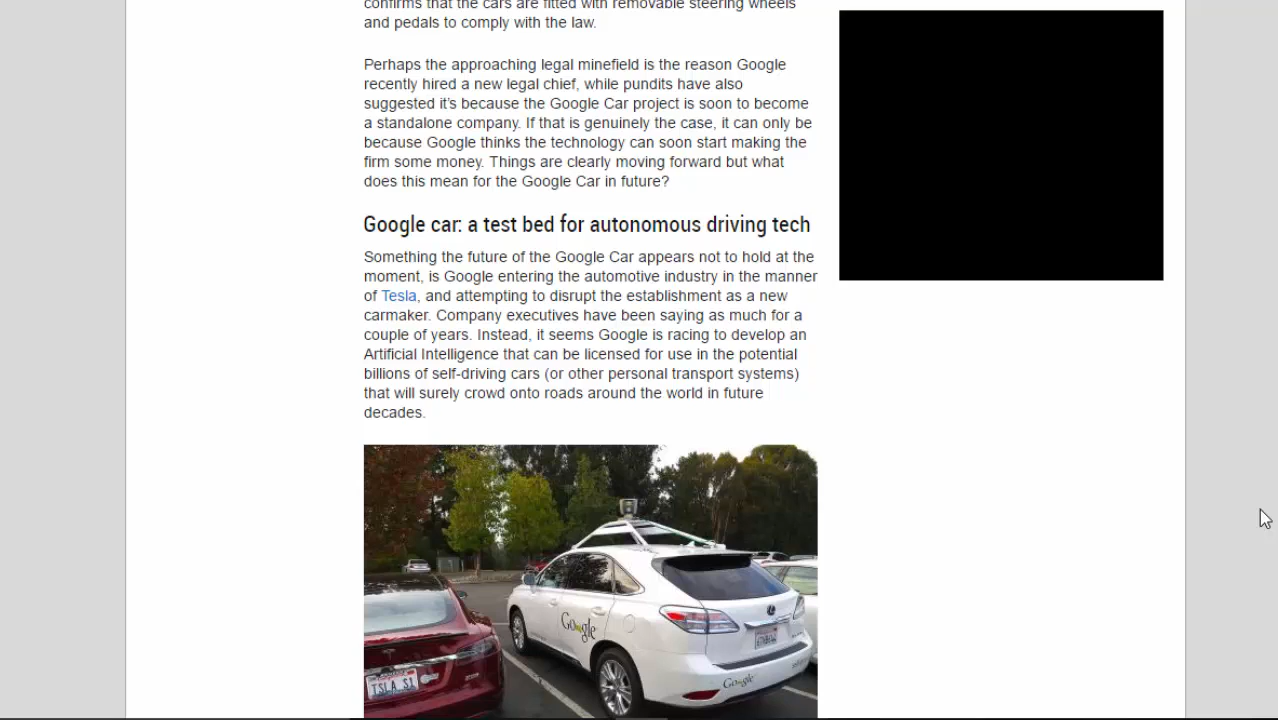 confirms that the cars are fitted with removable steering wheels
and pedals to comply with the law.
Perhaps the approaching legal minefield is the reason Google
recently hired a new legal chief, while pundits have also
suggested it's because the Google Car project is soon to become
a standalone company. If that is genuinely the case, it can only be
because Google thinks the technology can soon start making the
firm some money. Things are clearly moving forward but what
does this mean for the Google Car in future?
Google car: a test bed for autonomous driving tech
Something the future of the Google Car appears not to hold at the
moment, is Google entering the automotive industry in the manner
of Tesla, and attempting to disrupt the establishment as a new
carmaker. Company executives have been saying as much for a
couple of years. Instead, it seems Google is racing to develop an
Artificial Intelligence that can be licensed for use in the potential
billions of self-driving cars (or other personal transport systems)
that will surely crowd onto roads around the world in future
decades.
Google
TSLA S1
Google